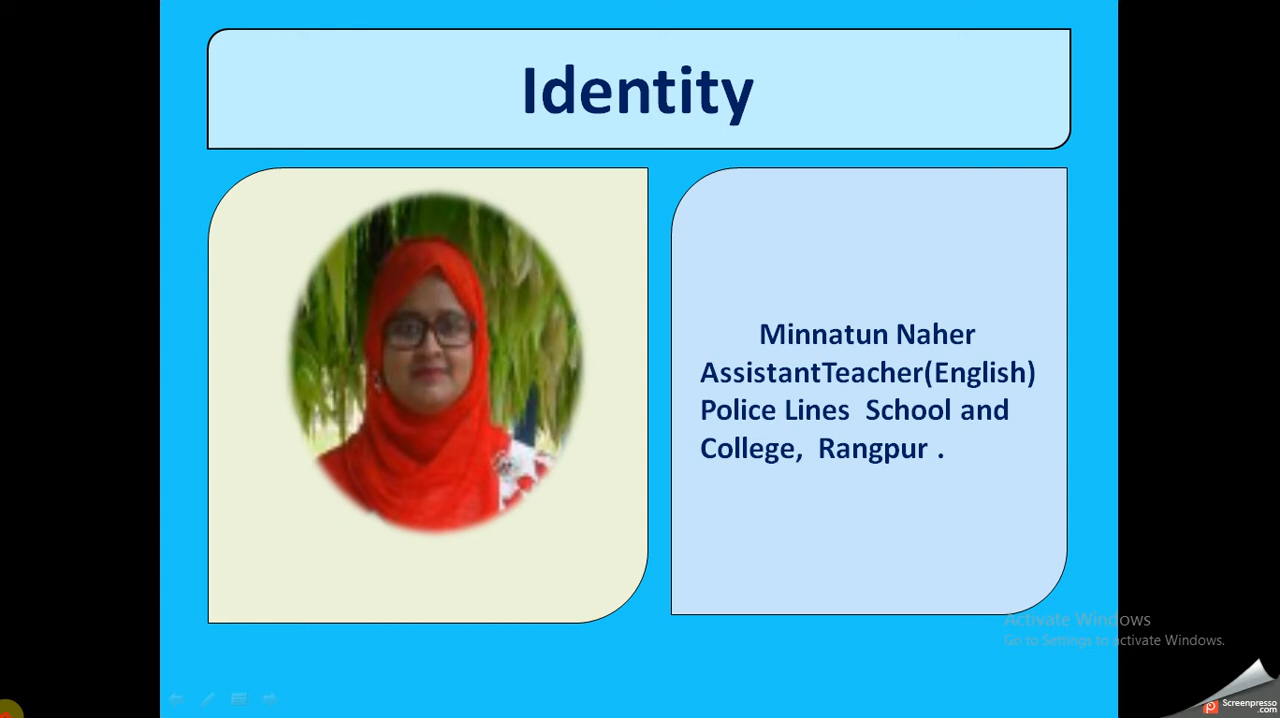 Identity
Minnatun Naher
AssistantTeacher(English)
Police Lines School and
College, Rangpur .
Activate Windows
Go to Settings to activate Windows.
Screenpresso
.com